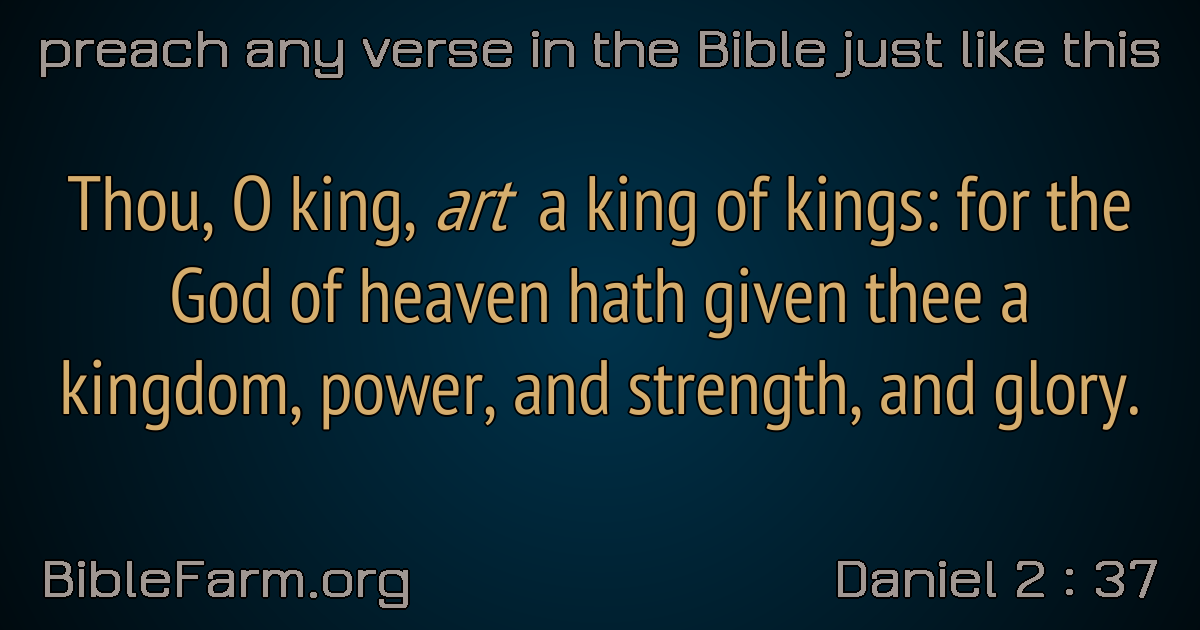 preach any verse in the Bible just like this
Thou, O king, art a king of kings: for the
God of heaven hath given thee a
kingdom, power, and strength, and glory.
BibleFarm.org
Daniel 2 : 37